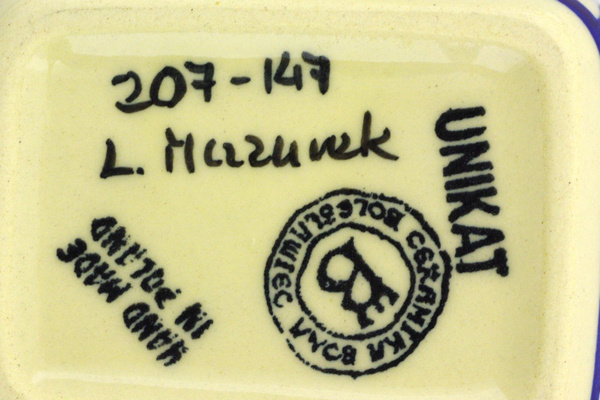 207-147
L. Mazurek
UNIKAT
HAND MADE
IN POLAND
CERAMIKA BOLESŁAWIEC